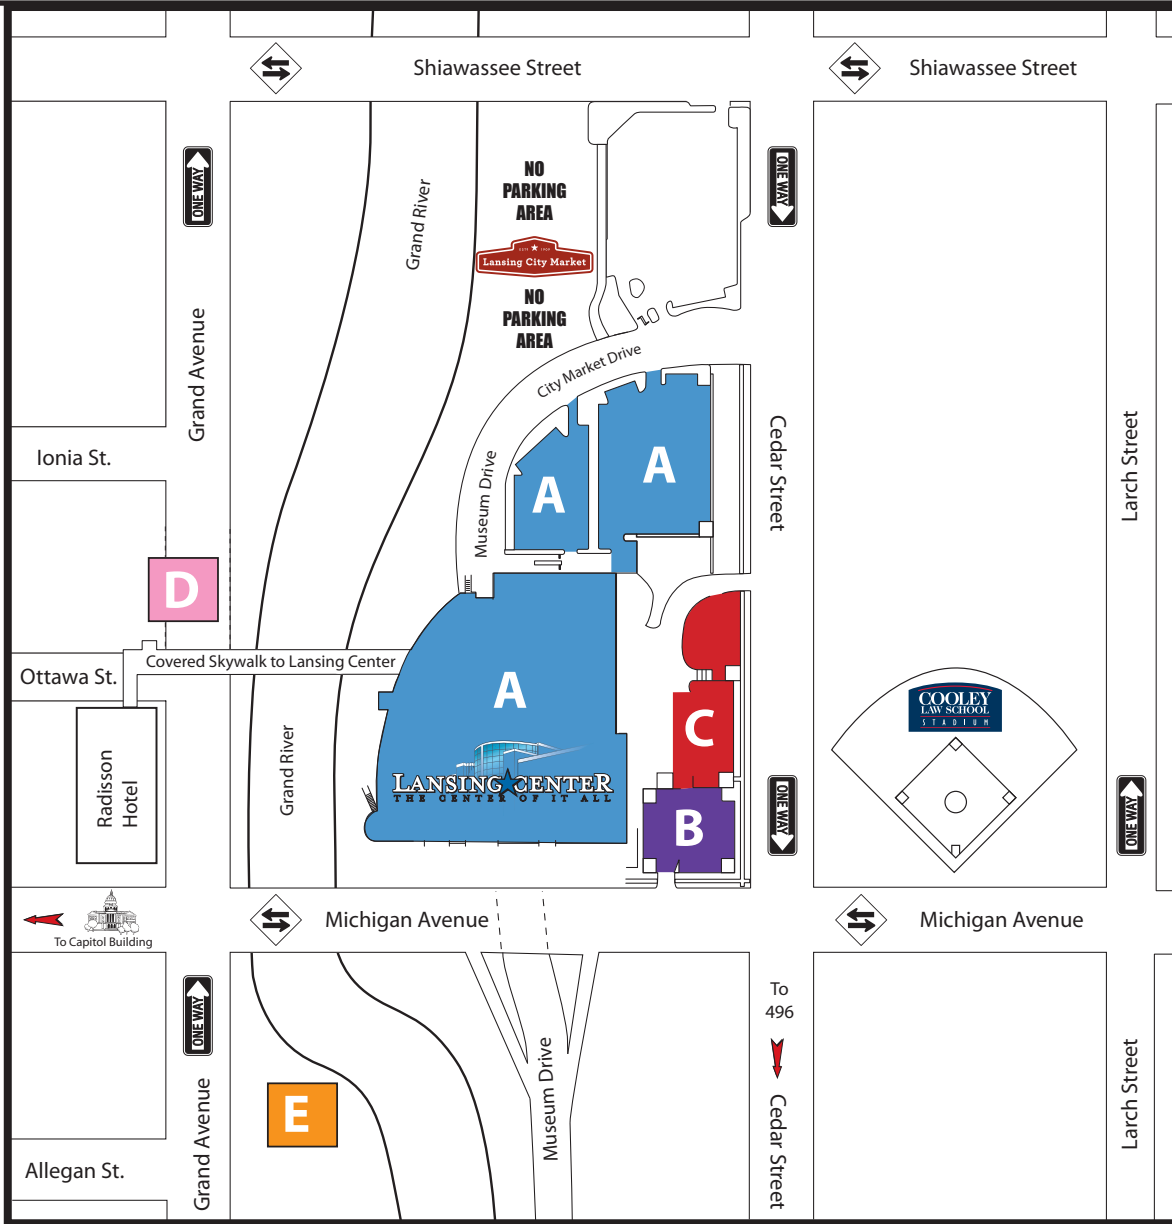 Shiawassee Street
Shiawassee Street
ONE WAY
NO
PARKING
AREA
ONE WAY
Grand River
Lansing City Market
NO
PARKING
AREA
City Market Drive
Grand Avenue
Cedar Street
Larch Street
Ionia St.
Museum Drive
A
A
D
Covered Skywalk to Lansing Center
Ottawa St.
A
COOLEY
LAW SCHOOL
STADIUM
C
Radisson
Hotel
Grand River
LANSING CENTER
THE CENTER OF IT ALL
B
ONE WAY
ONE WAY
Michigan Avenue
Michigan Avenue
To Capitol Building
ONE WAY
To
496
E
Grand Avenue
Museum Drive
Cedar Street
Larch Street
Allegan St.